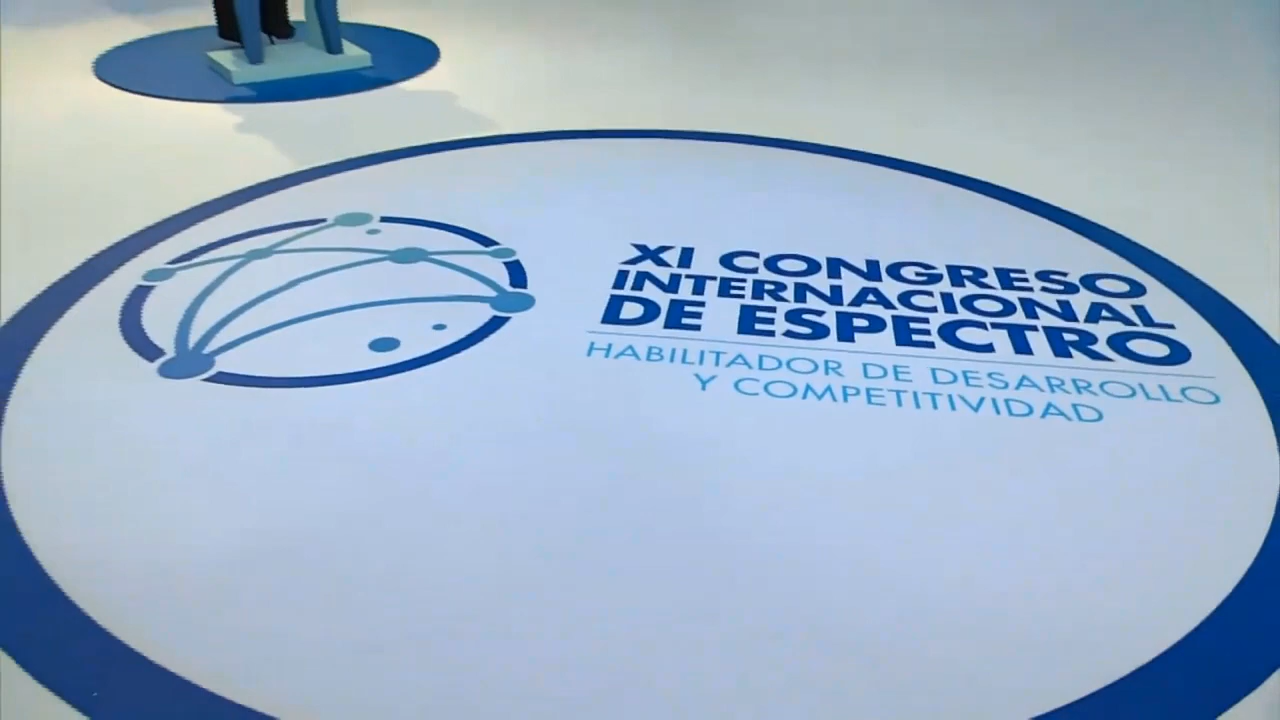 XI CONGRESO
INTERNACIONAL
DE ESPECTRO
HABILITADOR DE DESARROLLO
Y COMPETITIVIDAD